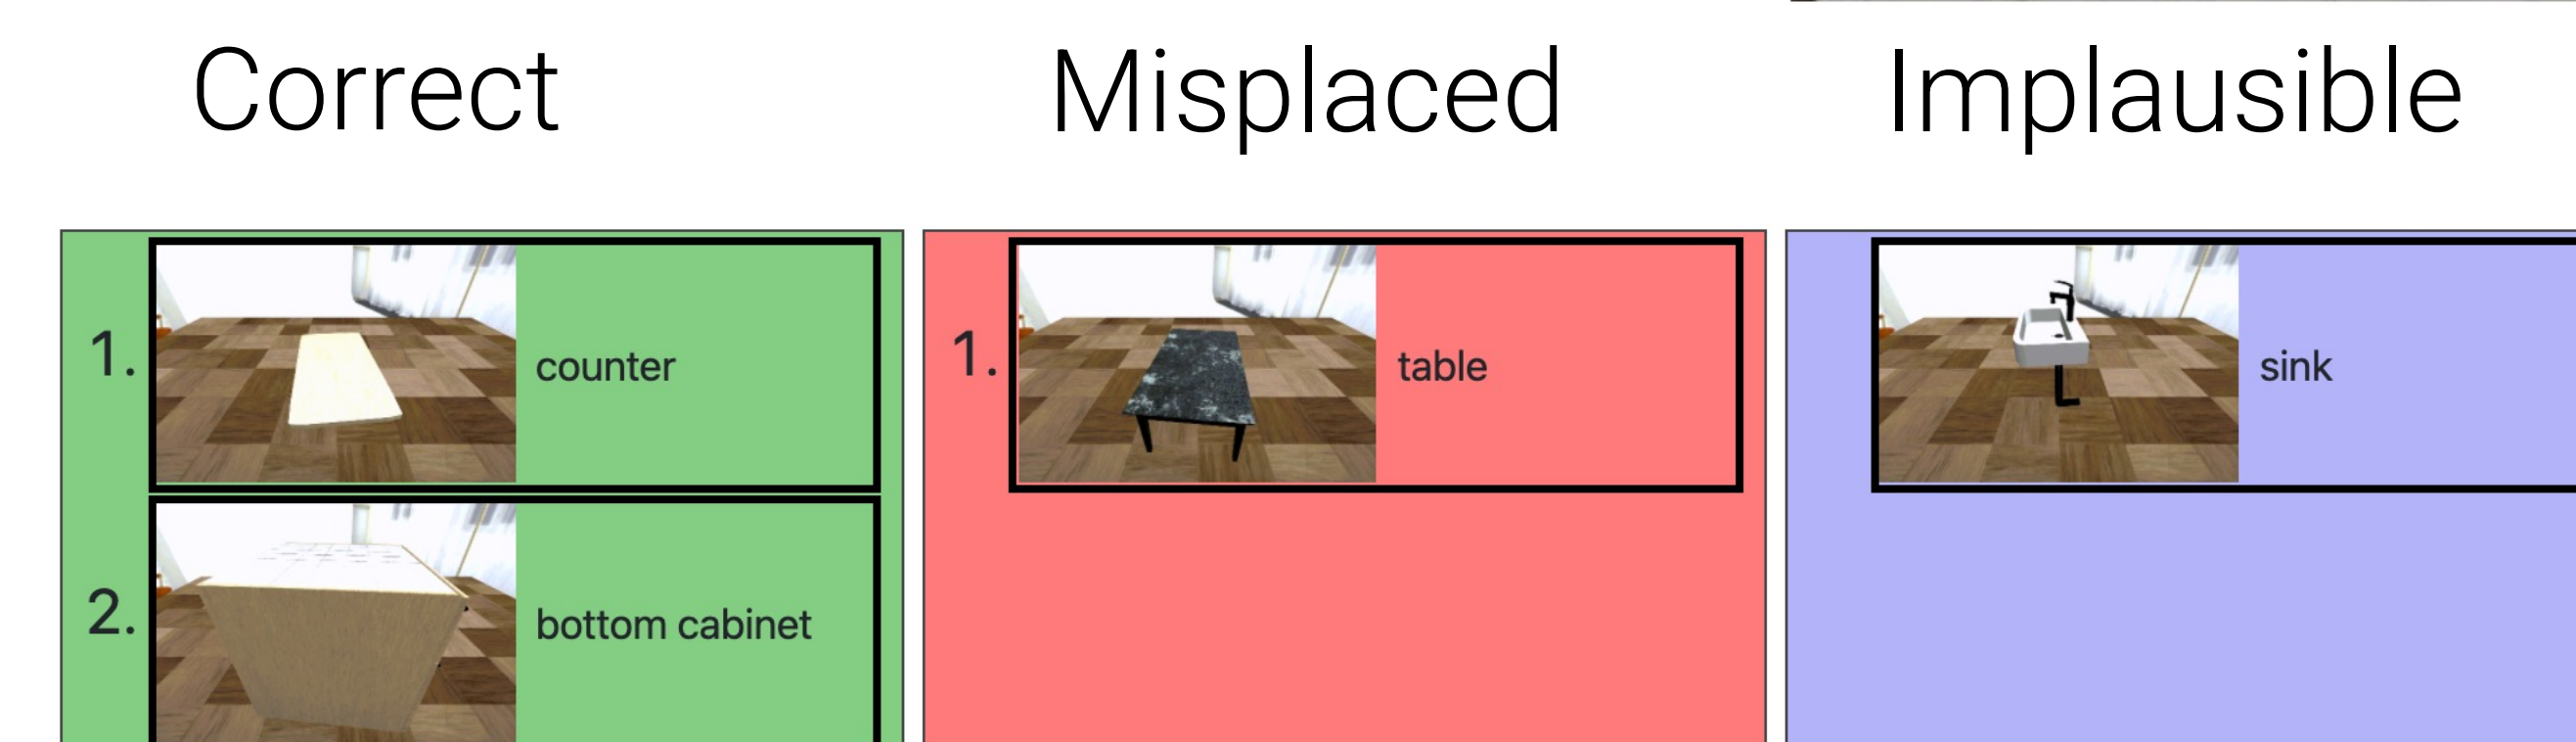 Correct
Misplaced
Implausible
1.
counter
1.
table
sink
2.
bottom cabinet